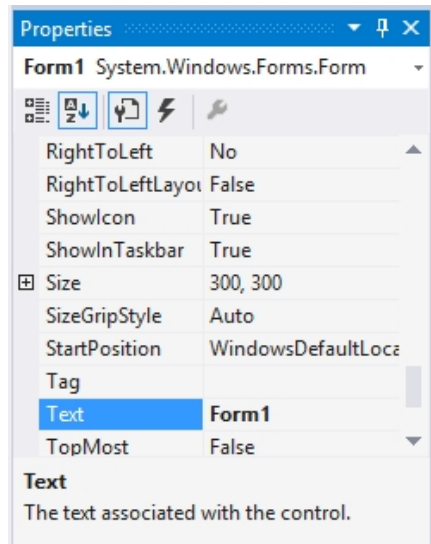 Properties
Form1 System.Windows.Forms.Form
RightToLeft No
RightToLeftLayou False
ShowIcon True
ShowInTaskbar True
Size 300, 300
SizeGripStyle Auto
StartPosition WindowsDefaultLoca
Tag
Text Form1
TopMost False
Text
The text associated with the control.